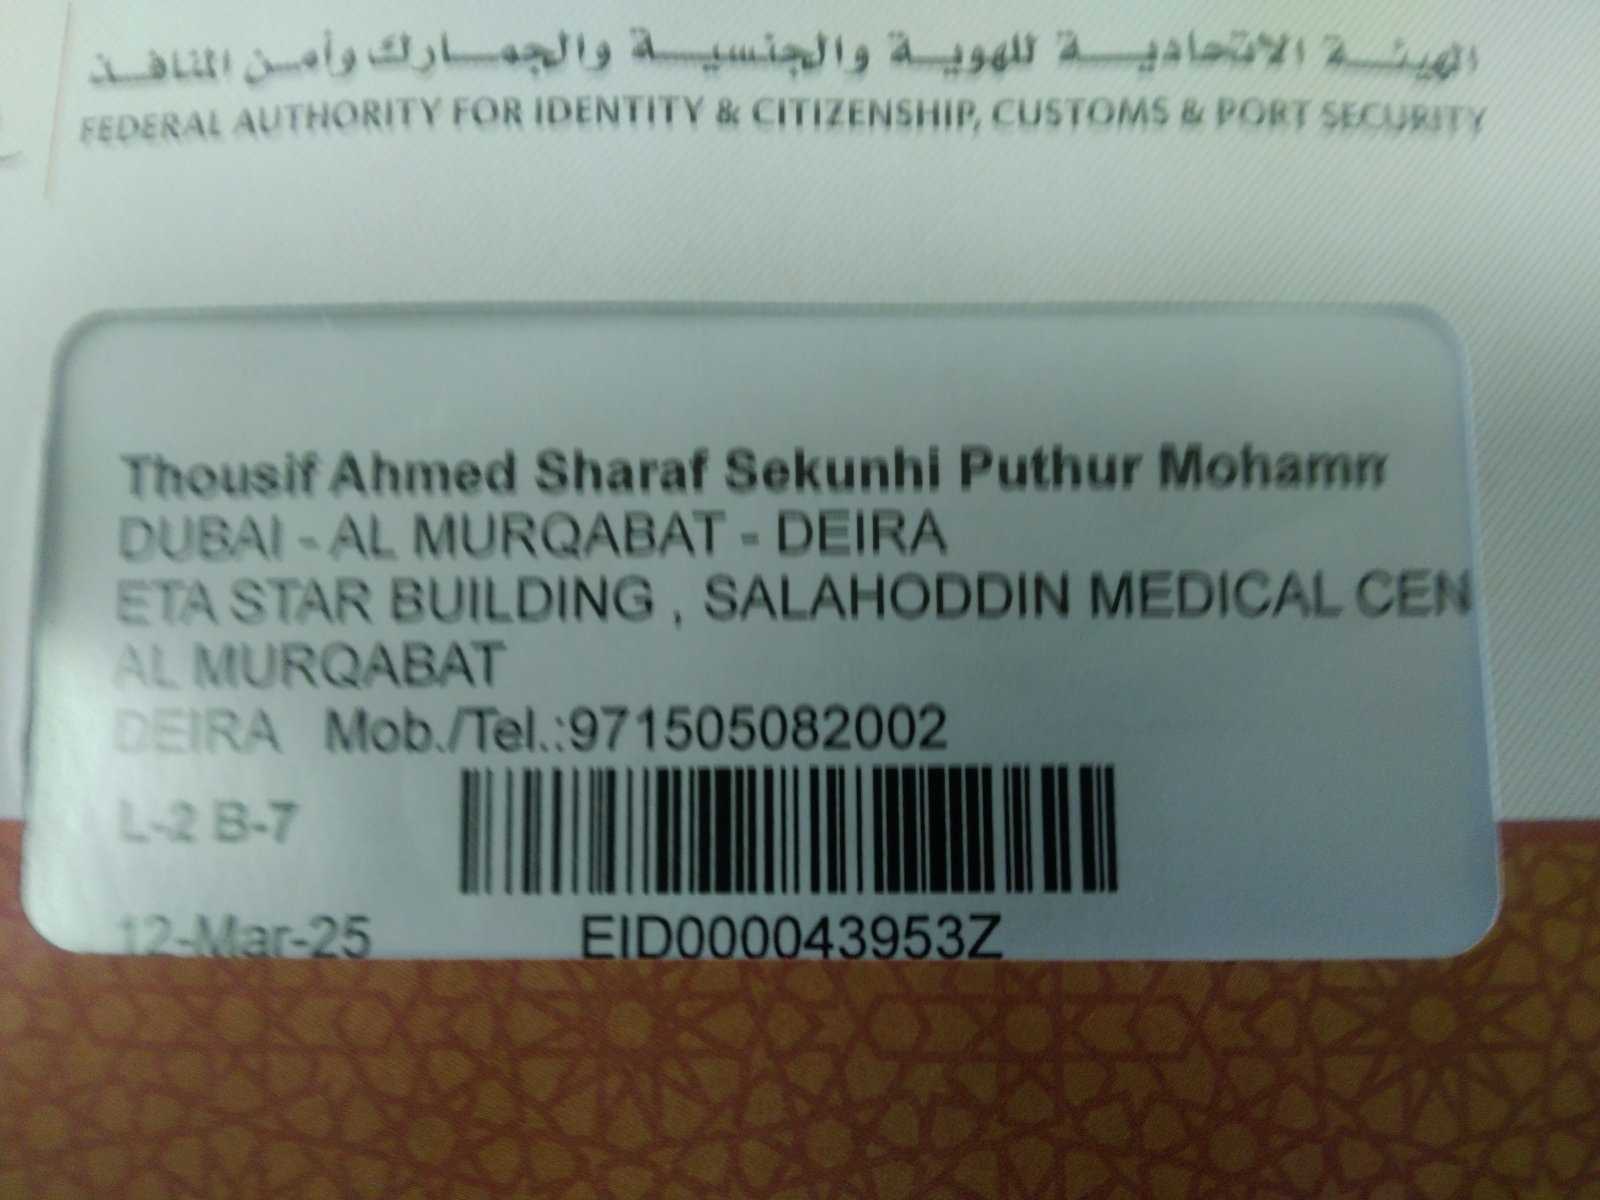 الهيئة الاتحادية للهوية والجنسية والجمارك وأمن المنافذ
FEDERAL AUTHORITY FOR IDENTITY & CITIZENSHIP, CUSTOMS & PORT SECURITY
Thousif Ahmed Sharaf Sekunhi Puthur Mohamm
DUBAI - AL MURQABAT - DEIRA
ETA STAR BUILDING , SALAHODDIN MEDICAL CEN
AL MURQABAT
DEIRA Mob./Tel.:971505082002
L-2 B-7
12-Mar-25 EID000043953Z